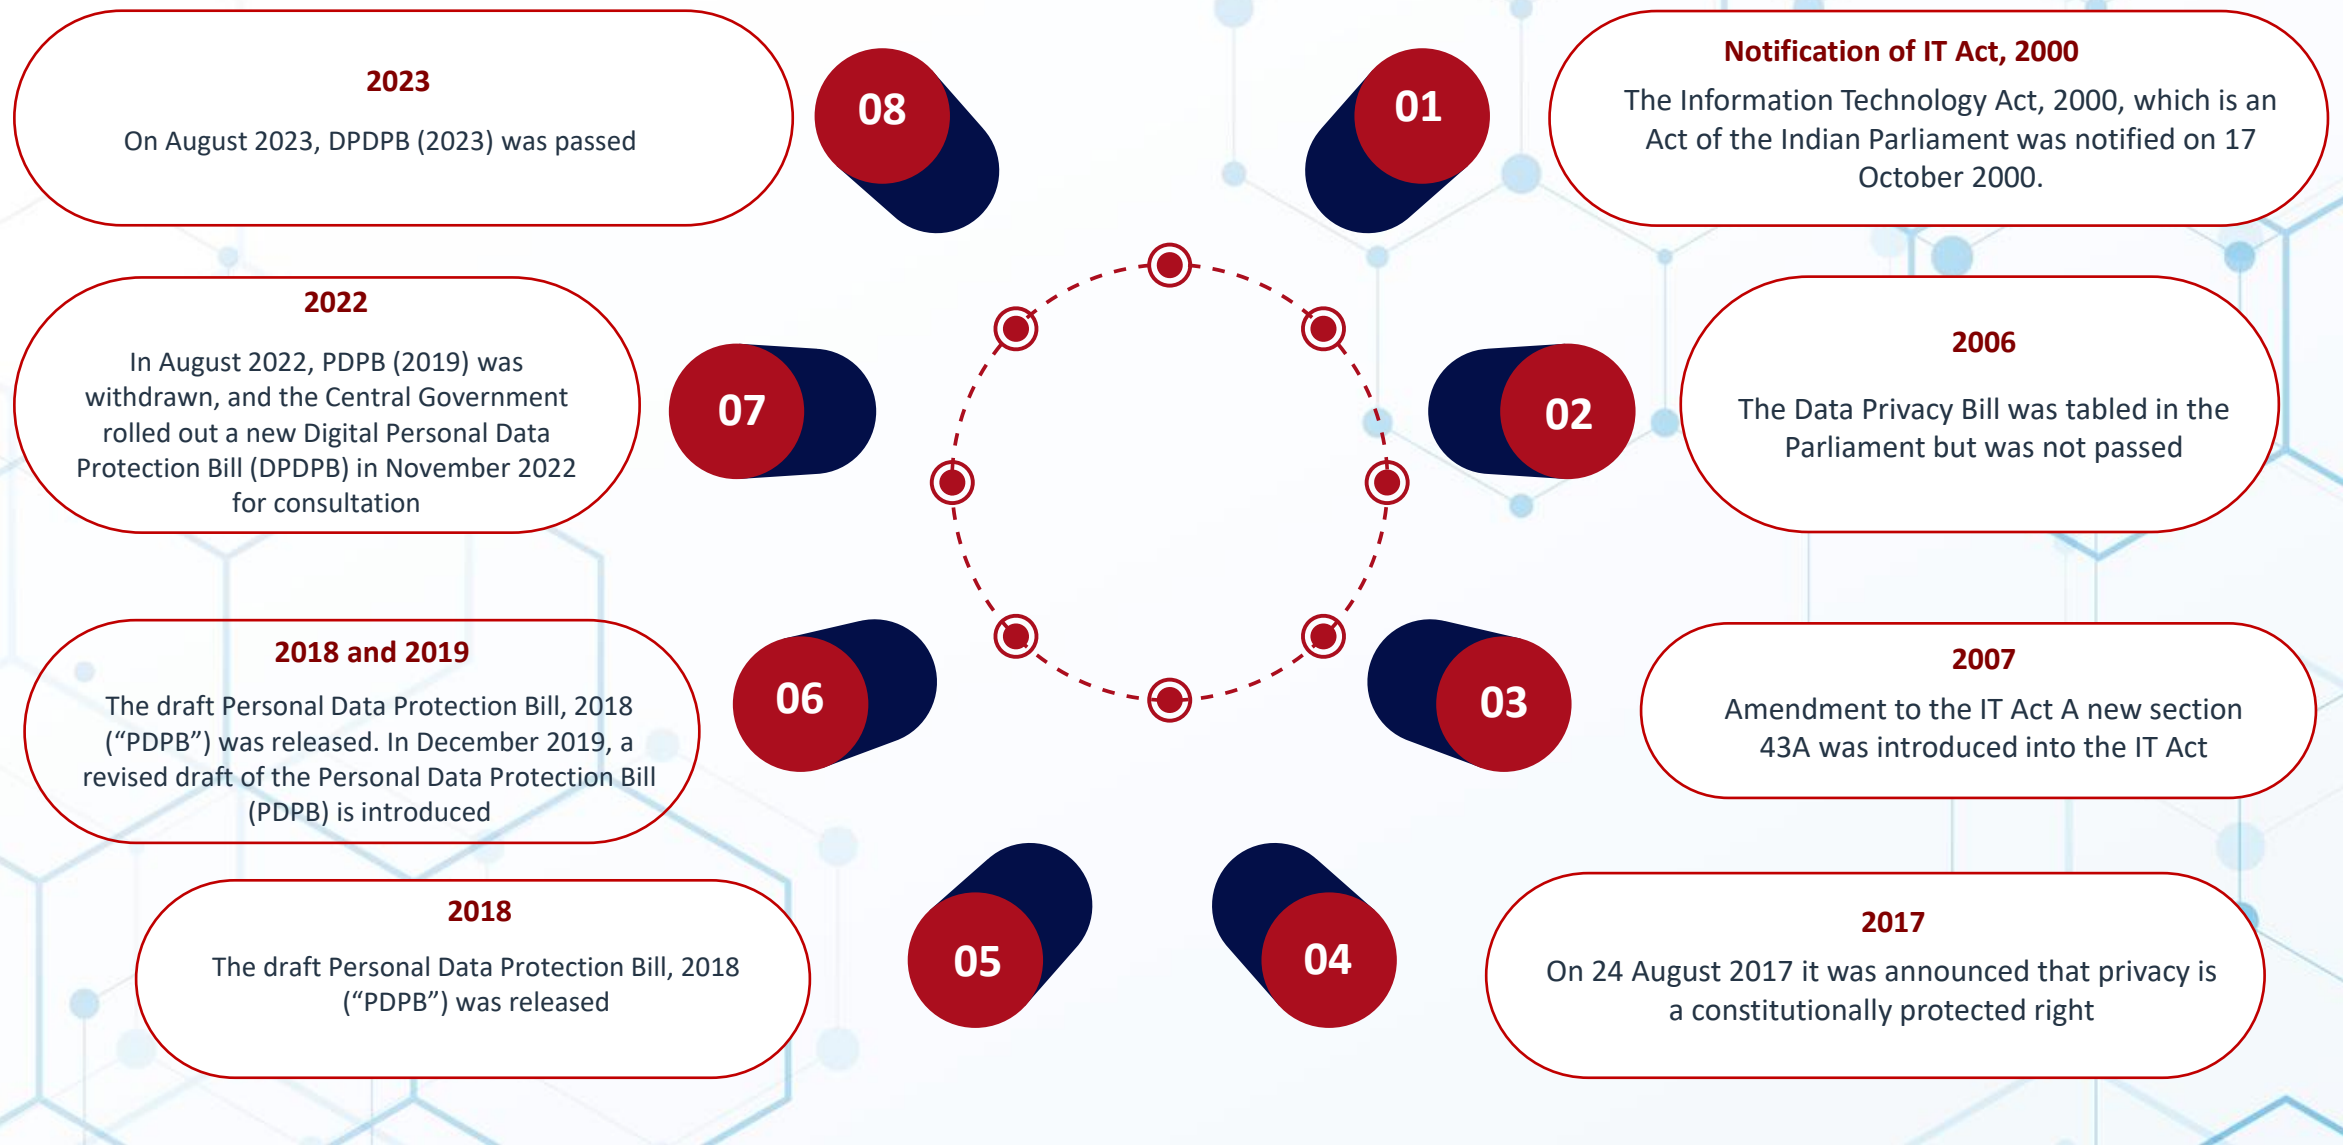 01
Notification of IT Act, 2000
The Information Technology Act, 2000, which is an
Act of the Indian Parliament was notified on 17
October 2000.
02
2006
The Data Privacy Bill was tabled in the
Parliament but was not passed
03
2007
Amendment to the IT Act A new section
43A was introduced into the IT Act
04
2017
On 24 August 2017 it was announced that privacy is
a constitutionally protected right
05
2018
The draft Personal Data Protection Bill, 2018
(“PDPB”) was released
06
2018 and 2019
The draft Personal Data Protection Bill, 2018
(“PDPB”) was released. In December 2019, a
revised draft of the Personal Data Protection Bill
(PDPB) is introduced
07
2022
In August 2022, PDPB (2019) was
withdrawn, and the Central Government
rolled out a new Digital Personal Data
Protection Bill (DPDPB) in November 2022
for consultation
08
2023
On August 2023, DPDPB (2023) was passed